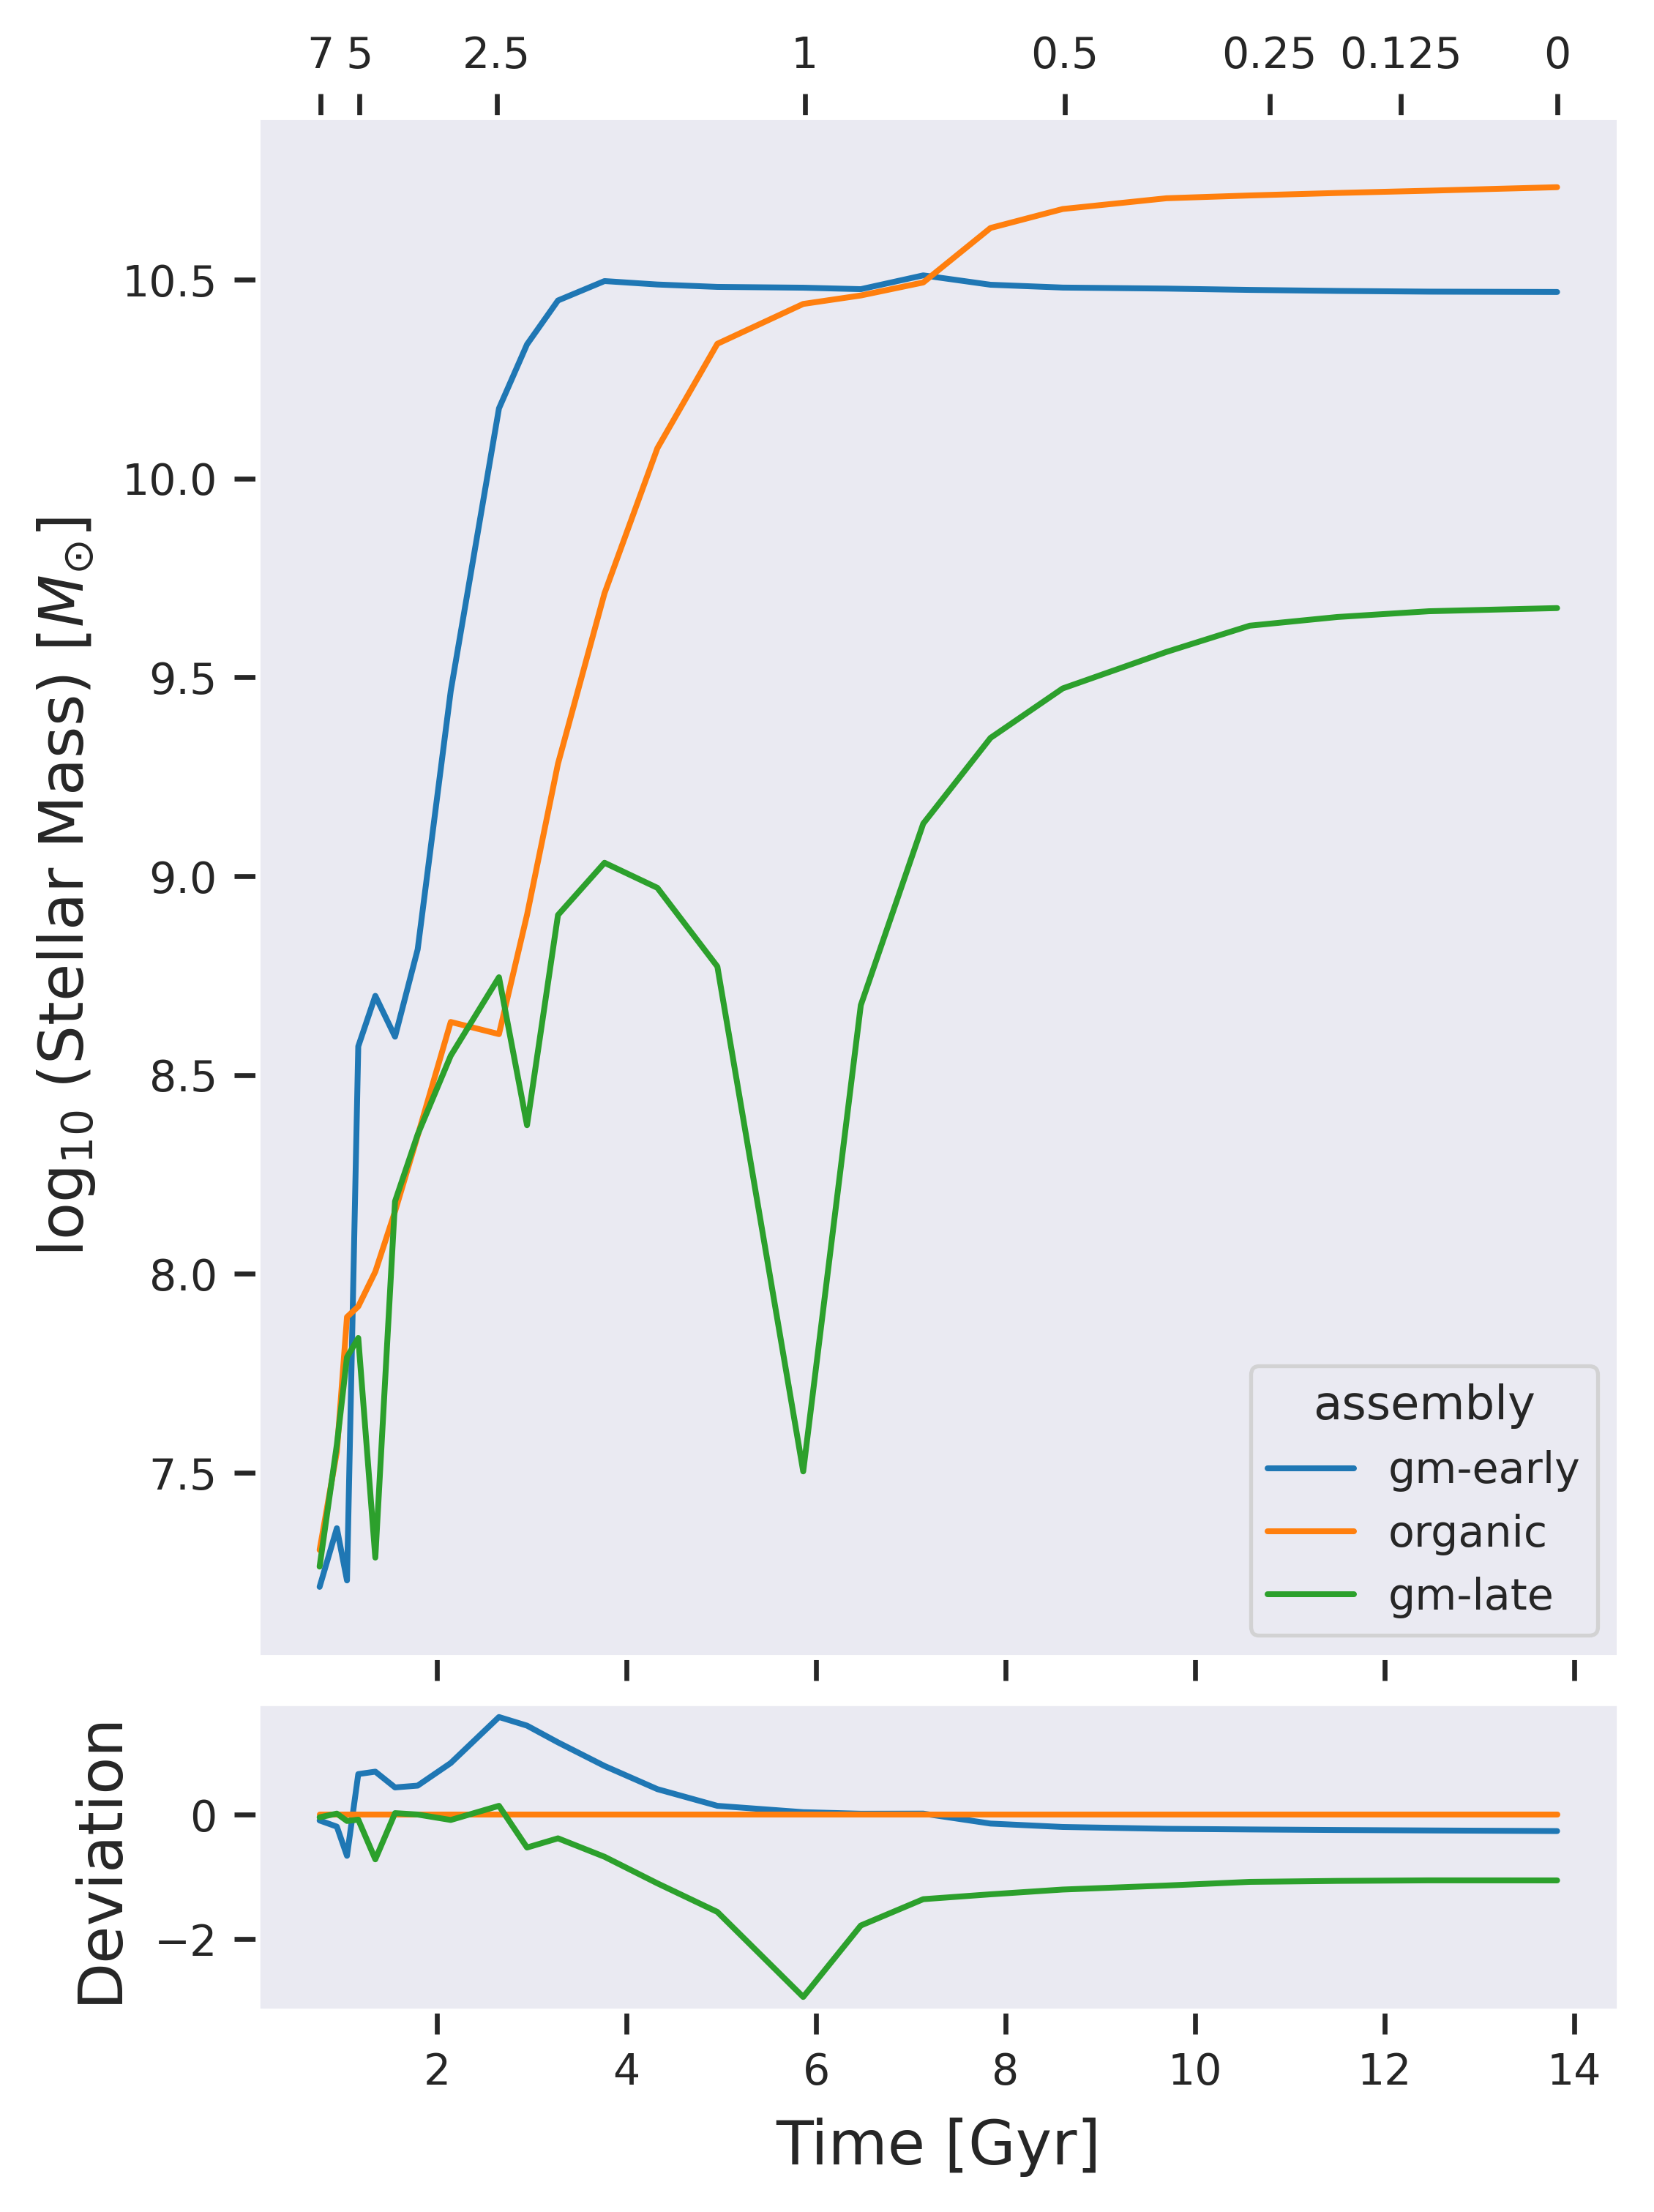 7 5 2.5 1 0.5 0.25 0.125 0
log₁₀ (Stellar Mass) [M⊙]
10.5
10.0
9.5
9.0
8.5
8.0
7.5
assembly
gm-early
organic
gm-late
Deviation
0
−2
2 4 6 8 10 12 14
Time [Gyr]